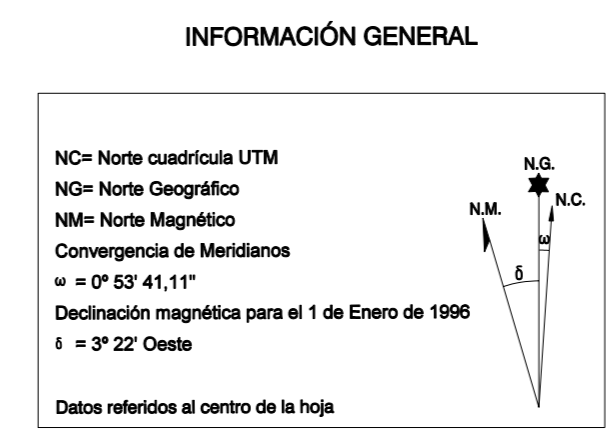 INFORMACIÓN GENERAL
NC= Norte cuadrícula UTM
NG= Norte Geográfico
NM= Norte Magnético
Convergencia de Meridianos
ω = 0º 53' 41,11"
Declinación magnética para el 1 de Enero de 1996
δ = 3º 22' Oeste
Datos referidos al centro de la hoja
N.G.
N.M.
N.C.
ω
δ